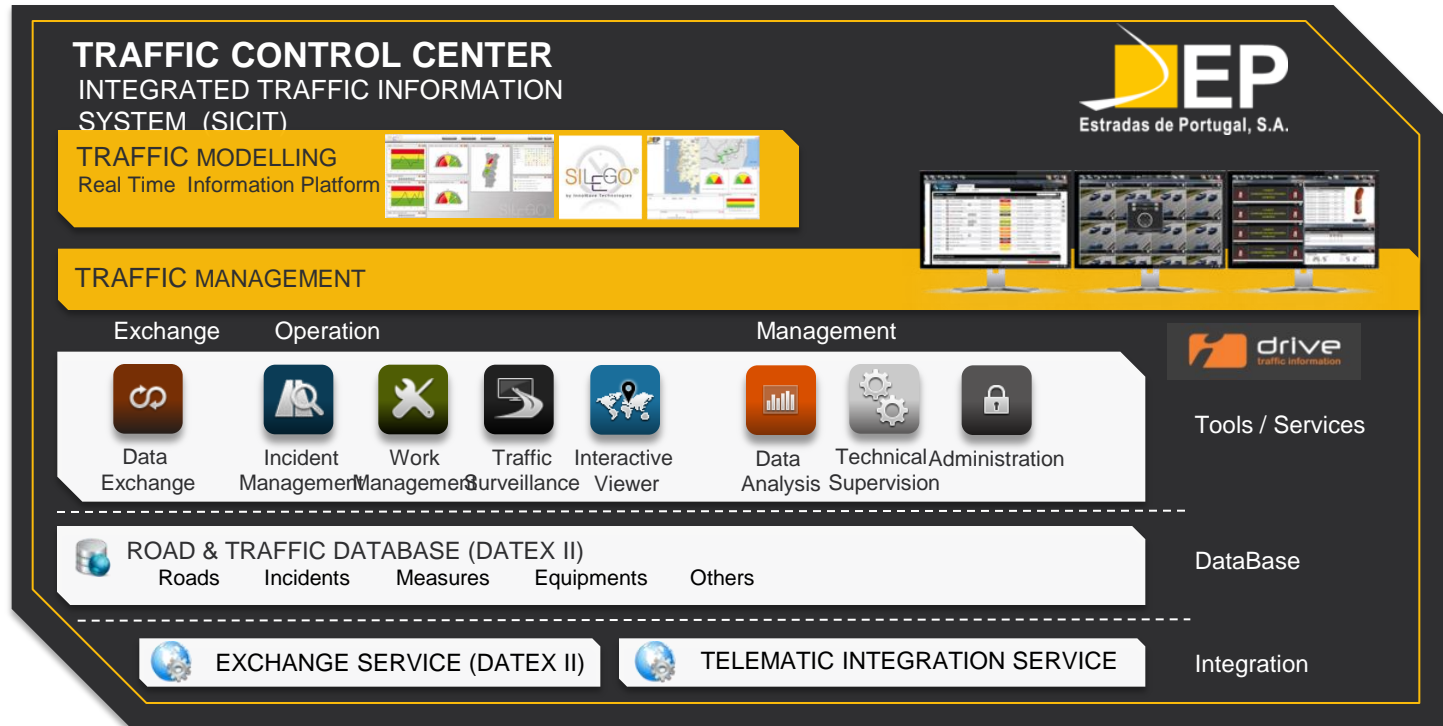 TRAFFIC CONTROL CENTER
INTEGRATED TRAFFIC INFORMATION
SYSTEM (SICIT)
EP
Estradas de Portugal, S.A.
TRAFFIC MODELLING
Real Time Information Platform
SILEGO®
TRAFFIC MANAGEMENT
Exchange Operation Management
drive
traffic information
Data Exchange
Incident Management
Work Management
Traffic Surveillance
Interactive Viewer
Data Analysis
Technical Supervision
Administration
Tools / Services
ROAD & TRAFFIC DATABASE (DATEX II)
Roads Incidents Measures Equipments Others
DataBase
EXCHANGE SERVICE (DATEX II)
TELEMATIC INTEGRATION SERVICE
Integration